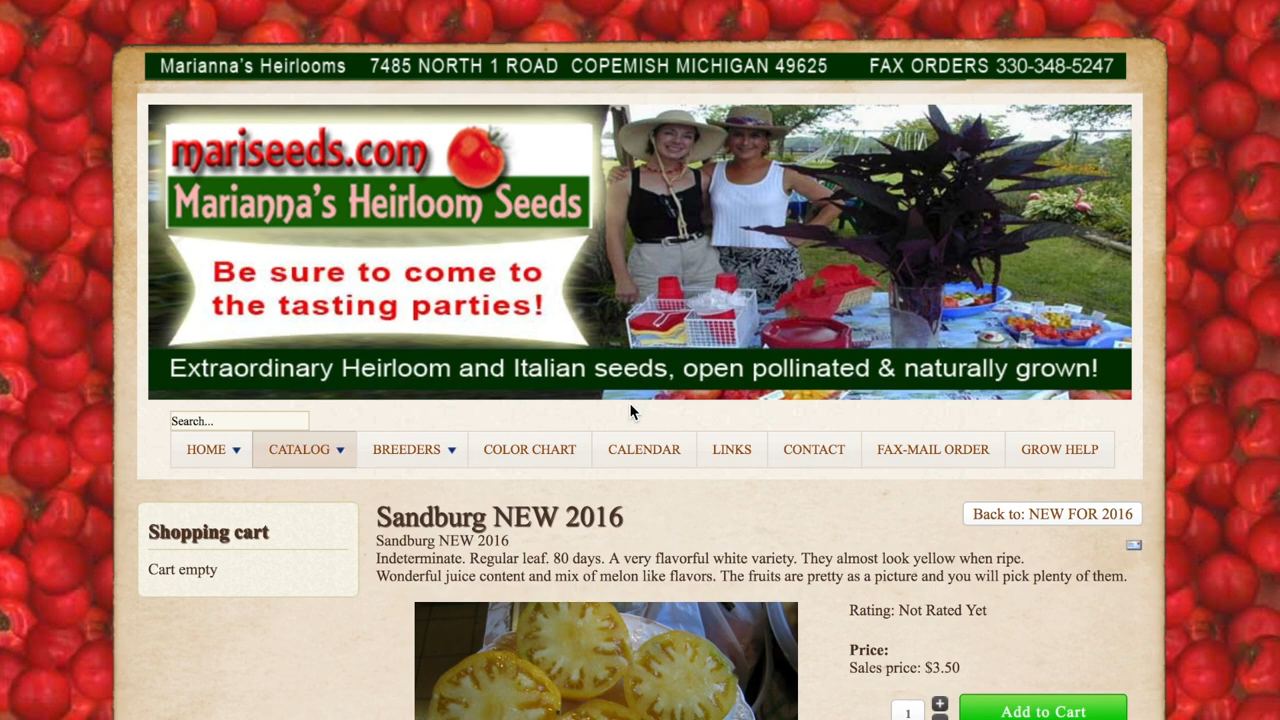 Marianna's Heirlooms 7485 NORTH 1 ROAD COPEMISH MICHIGAN 49625 FAX ORDERS 330-348-5247
mariseeds.com
Marianna's Heirloom Seeds
Be sure to come to
the tasting parties!
Extraordinary Heirloom and Italian seeds, open pollinated & naturally grown!
Search...
HOME CATALOG BREEDERS COLOR CHART CALENDAR LINKS CONTACT FAX-MAIL ORDER GROW HELP
Shopping cart
Cart empty
Sandburg NEW 2016
Back to: NEW FOR 2016
Sandburg NEW 2016
Indeterminate. Regular leaf. 80 days. A very flavorful white variety. They almost look yellow when ripe.
Wonderful juice content and mix of melon like flavors. The fruits are pretty as a picture and you will pick plenty of them.
Rating: Not Rated Yet
Price:
Sales price: $3.50
1
Add to Cart